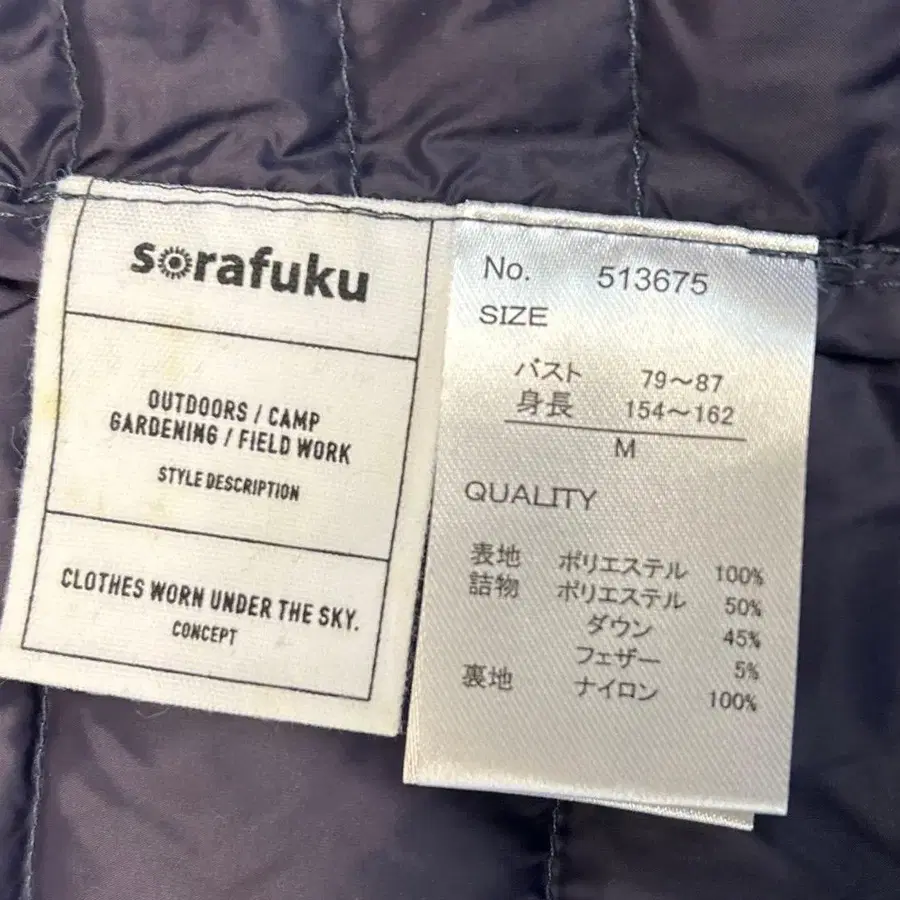 sorafuku
OUTDOORS / CAMP
GARDENING / FIELD WORK
STYLE DESCRIPTION
CLOTHES WORN UNDER THE SKY.
CONCEPT
No. 513675
SIZE
バスト 79～87
身長 154～162
M
QUALITY
表地 ポリエステル 100%
詰物 ポリエステル 50%
ダウン 45%
フェザー 5%
裏地 ナイロン 100%